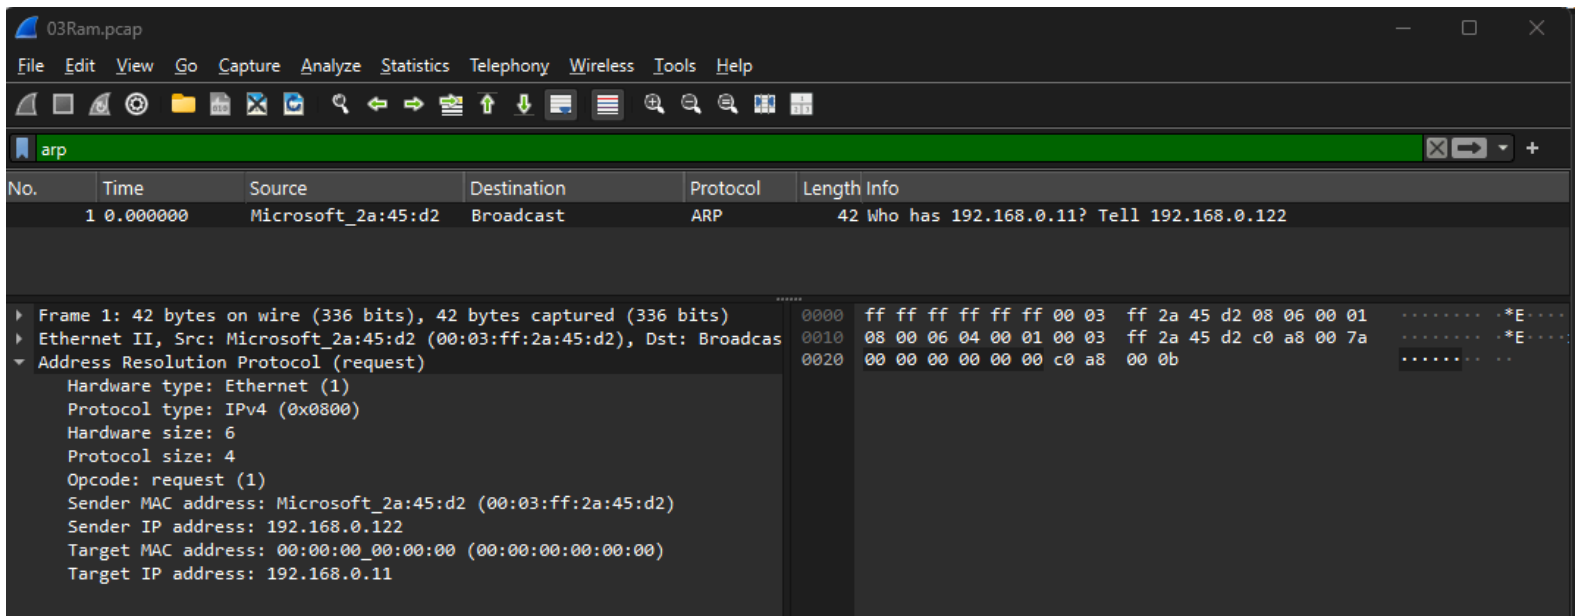 03Ram.pcap
File Edit View Go Capture Analyze Statistics Telephony Wireless Tools Help
arp
No. Time Source Destination Protocol Length Info
1 0.000000 Microsoft_2a:45:d2 Broadcast ARP 42 Who has 192.168.0.11? Tell 192.168.0.122
Frame 1: 42 bytes on wire (336 bits), 42 bytes captured (336 bits)
Ethernet II, Src: Microsoft_2a:45:d2 (00:03:ff:2a:45:d2), Dst: Broadcas
Address Resolution Protocol (request)
Hardware type: Ethernet (1)
Protocol type: IPv4 (0x0800)
Hardware size: 6
Protocol size: 4
Opcode: request (1)
Sender MAC address: Microsoft_2a:45:d2 (00:03:ff:2a:45:d2)
Sender IP address: 192.168.0.122
Target MAC address: 00:00:00_00:00:00 (00:00:00:00:00:00)
Target IP address: 192.168.0.11
0000 ff ff ff ff ff ff 00 03 ff 2a 45 d2 08 06 00 01 ········ ·*E····
0010 08 00 06 04 00 01 00 03 ff 2a 45 d2 c0 a8 00 7a ········ ·*E····
0020 00 00 00 00 00 00 c0 a8 00 0b ········ ··